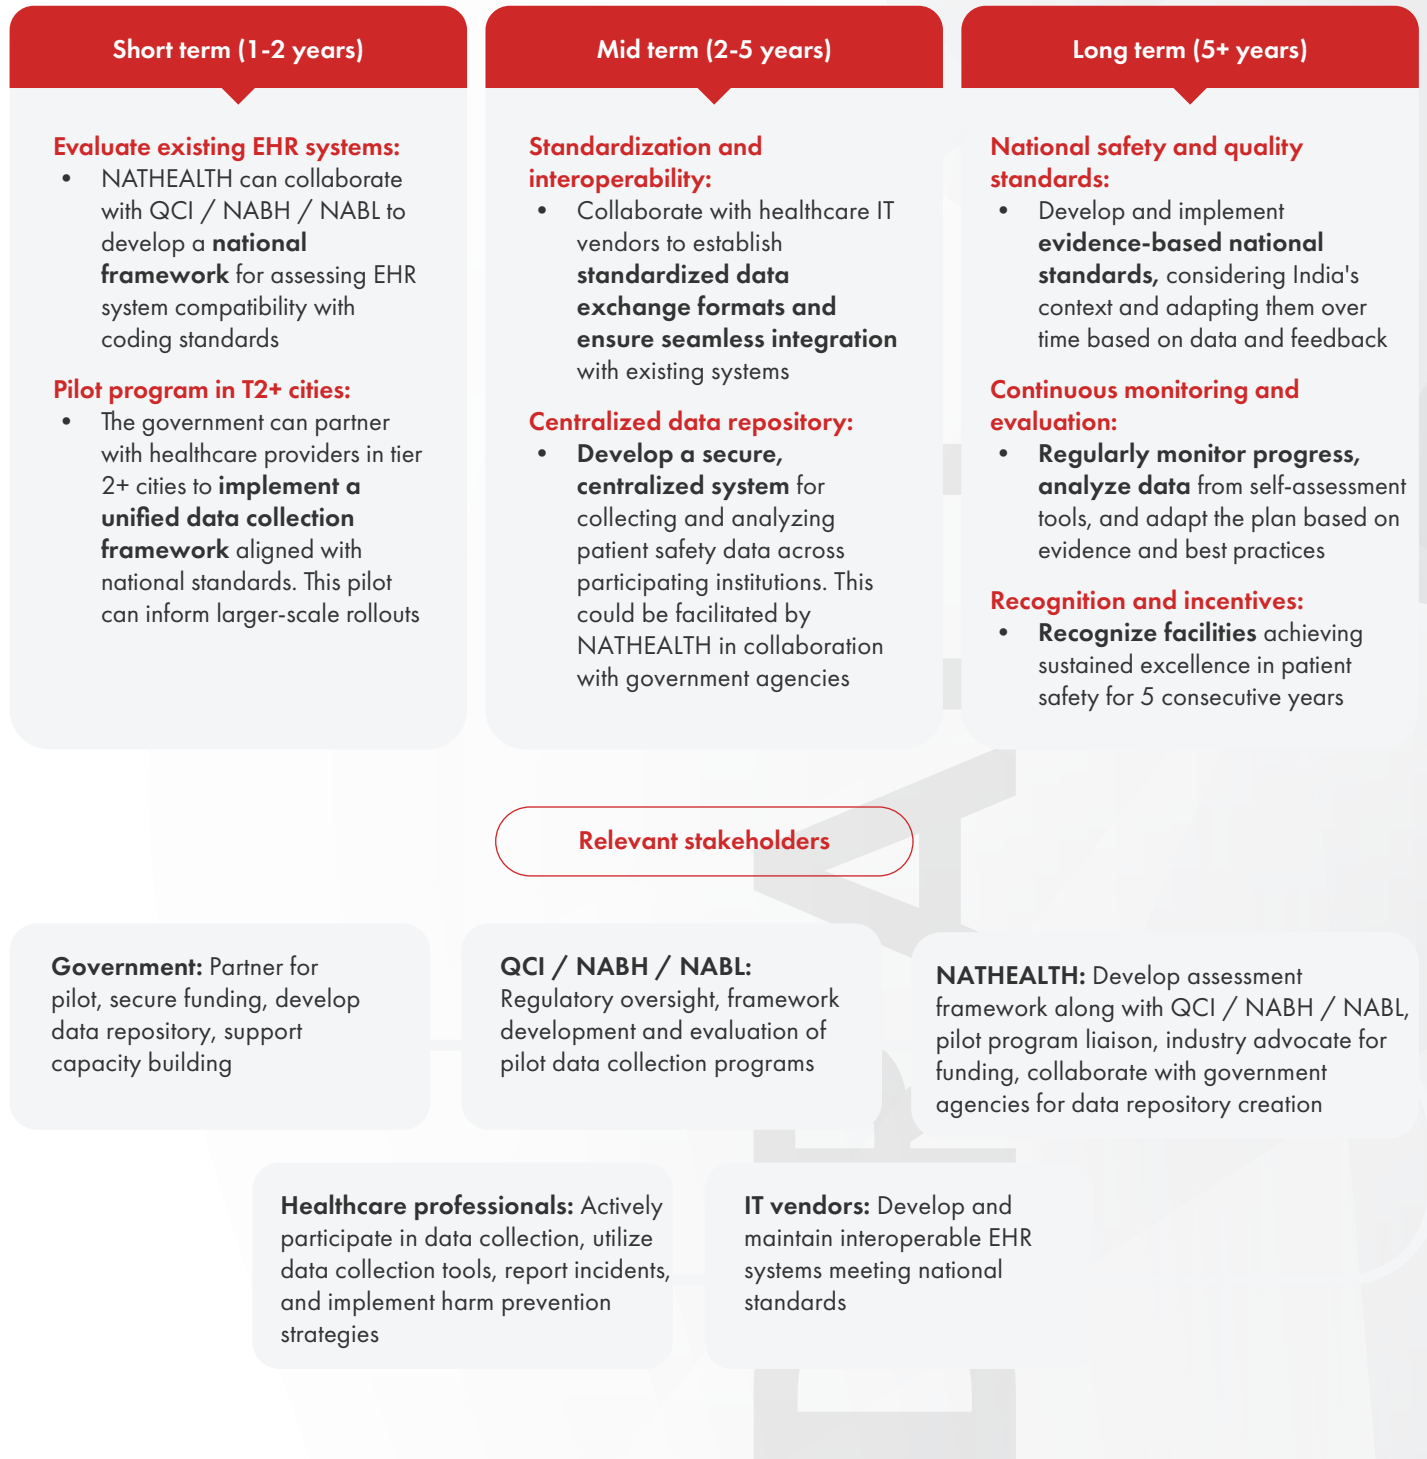 Short term (1-2 years)
Evaluate existing EHR systems:
• NATHEALTH can collaborate
with QCI / NABH / NABL to
develop a national
framework for assessing EHR
system compatibility with
coding standards
Pilot program in T2+ cities:
• The government can partner
with healthcare providers in tier
2+ cities to implement a
unified data collection
framework aligned with
national standards. This pilot
can inform larger-scale rollouts
Mid term (2-5 years)
Standardization and
interoperability:
• Collaborate with healthcare IT
vendors to establish
standardized data
exchange formats and
ensure seamless integration
with existing systems
Centralized data repository:
• Develop a secure,
centralized system for
collecting and analyzing
patient safety data across
participating institutions. This
could be facilitated by
NATHEALTH in collaboration
with government agencies
Long term (5+ years)
National safety and quality
standards:
• Develop and implement
evidence-based national
standards, considering India's
context and adapting them over
time based on data and feedback
Continuous monitoring and
evaluation:
• Regularly monitor progress,
analyze data from self-assessment
tools, and adapt the plan based on
evidence and best practices
Recognition and incentives:
• Recognize facilities achieving
sustained excellence in patient
safety for 5 consecutive years
Relevant stakeholders
Government: Partner for
pilot, secure funding, develop
data repository, support
capacity building
QCI / NABH / NABL:
Regulatory oversight, framework
development and evaluation of
pilot data collection programs
NATHEALTH: Develop assessment
framework along with QCI / NABH / NABL,
pilot program liaison, industry advocate for
funding, collaborate with government
agencies for data repository creation
Healthcare professionals: Actively
participate in data collection, utilize
data collection tools, report incidents,
and implement harm prevention
strategies
IT vendors: Develop and
maintain interoperable EHR
systems meeting national
standards